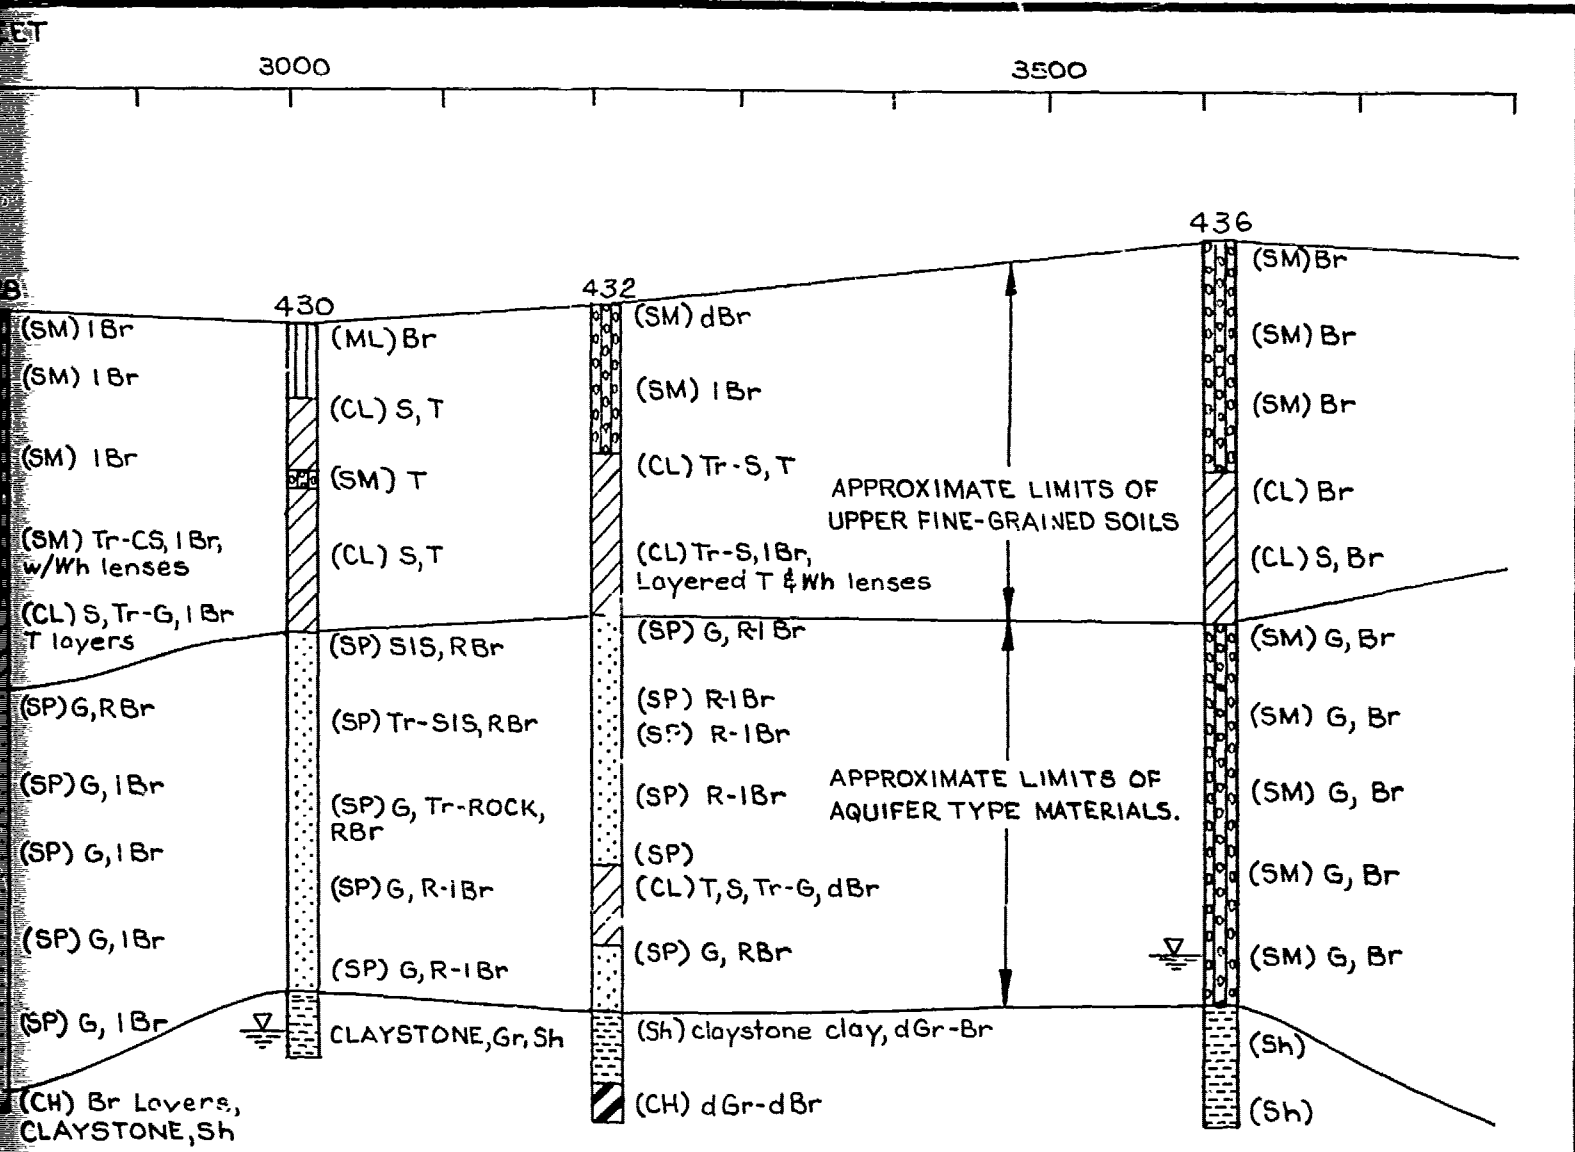 3000
3500
(SM) lBr
(SM) lBr
(SM) lBr
(SM) Tr-CS, lBr,
w/Wh lenses
(CL) S, Tr-G, lBr
T layers
(SP) G, RBr
(SP) G, lBr
(SP) G, lBr
(SP) G, lBr
(SP) G, lBr
(CH) Br Layers,
CLAYSTONE, Sh
430
(ML) Br
(CL) S, T
(SM) T
(CL) S, T
(SP) SIS, RBr
(SP) Tr-SIS, RBr
(SP) G, Tr-ROCK,
RBr
(SP) G, R-lBr
(SP) G, R-lBr
CLAYSTONE, Gr, Sh
432
(SM) dBr
(SM) lBr
(CL) Tr-S, T
(CL) Tr-S, lBr,
Layered T & Wh lenses
(SP) G, R-lBr
(SP) R-lBr
(SP) R-lBr
(SP) R-lBr
(SP)
(CL) T, S, Tr-G, dBr
(SP) G, RBr
(Sh) claystone clay, dGr-Br
(CH) dGr-dBr
APPROXIMATE LIMITS OF
UPPER FINE-GRAINED SOILS
APPROXIMATE LIMITS OF
AQUIFER TYPE MATERIALS.
436
(SM) Br
(SM) Br
(SM) Br
(CL) Br
(CL) S, Br
(SM) G, Br
(SM) G, Br
(SM) G, Br
(SM) G, Br
(SM) G, Br
(Sh)
(Sh)